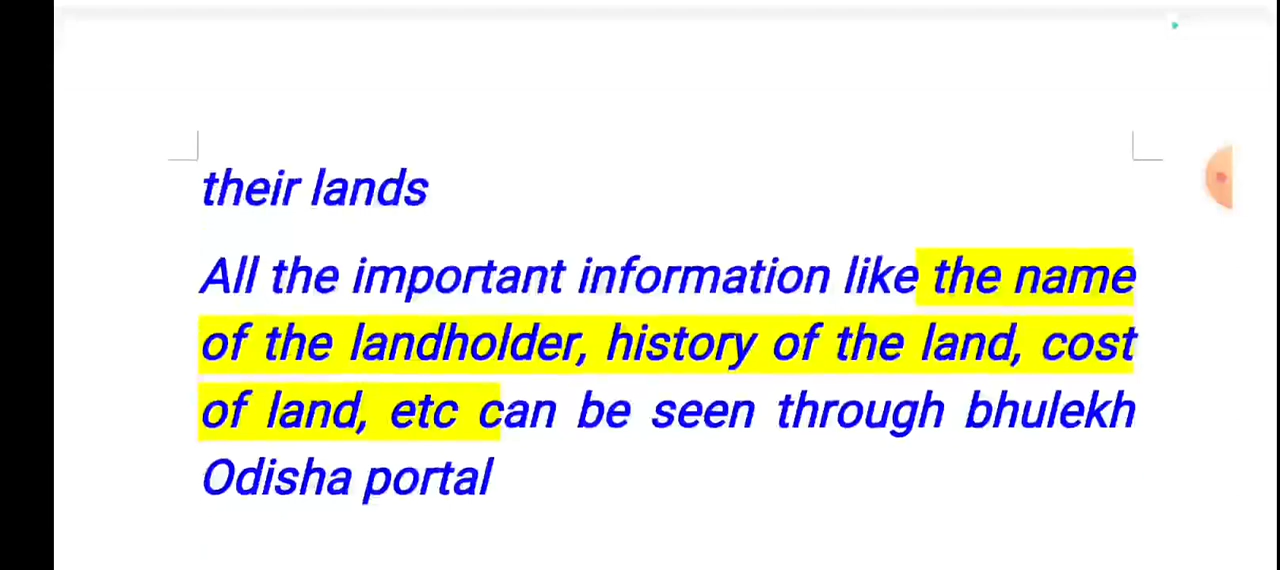 their lands
All the important information like the name
of the landholder, history of the land, cost
of land, etc can be seen through bhulekh
Odisha portal